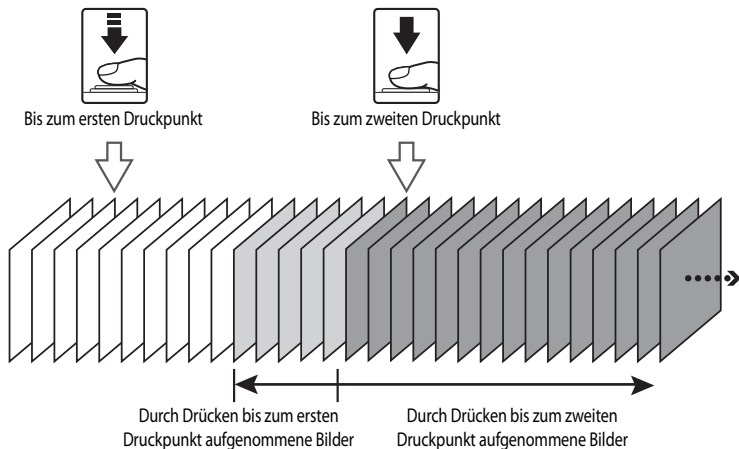 Bis zum ersten Druckpunkt
Bis zum zweiten Druckpunkt
Durch Drücken bis zum ersten
Druckpunkt aufgenommene Bilder
Durch Drücken bis zum zweiten
Druckpunkt aufgenommene Bilder